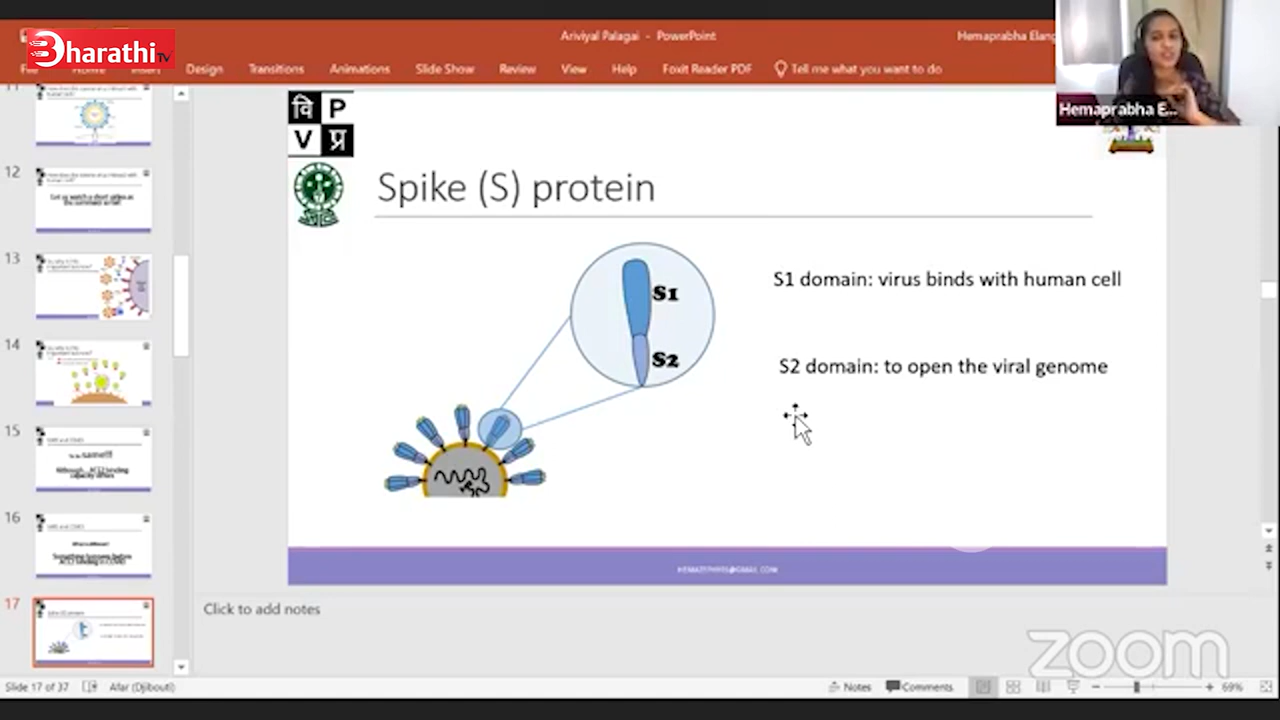 Bharathi TV
Ariviyal Palagai - PowerPoint
Hemaprabha Elang
Design Transitions Animations Slide Show Review View Help Foxit Reader PDF Tell me what you want to do
Hemaprabha E...
वि P
V प्र
Spike (S) protein
S1
S2
S1 domain: virus binds with human cell
S2 domain: to open the viral genome
12
13
14
15
16
17
Click to add notes
zoom
Slide 17 of 37 Afar (Djibouti) Notes Comments 69%